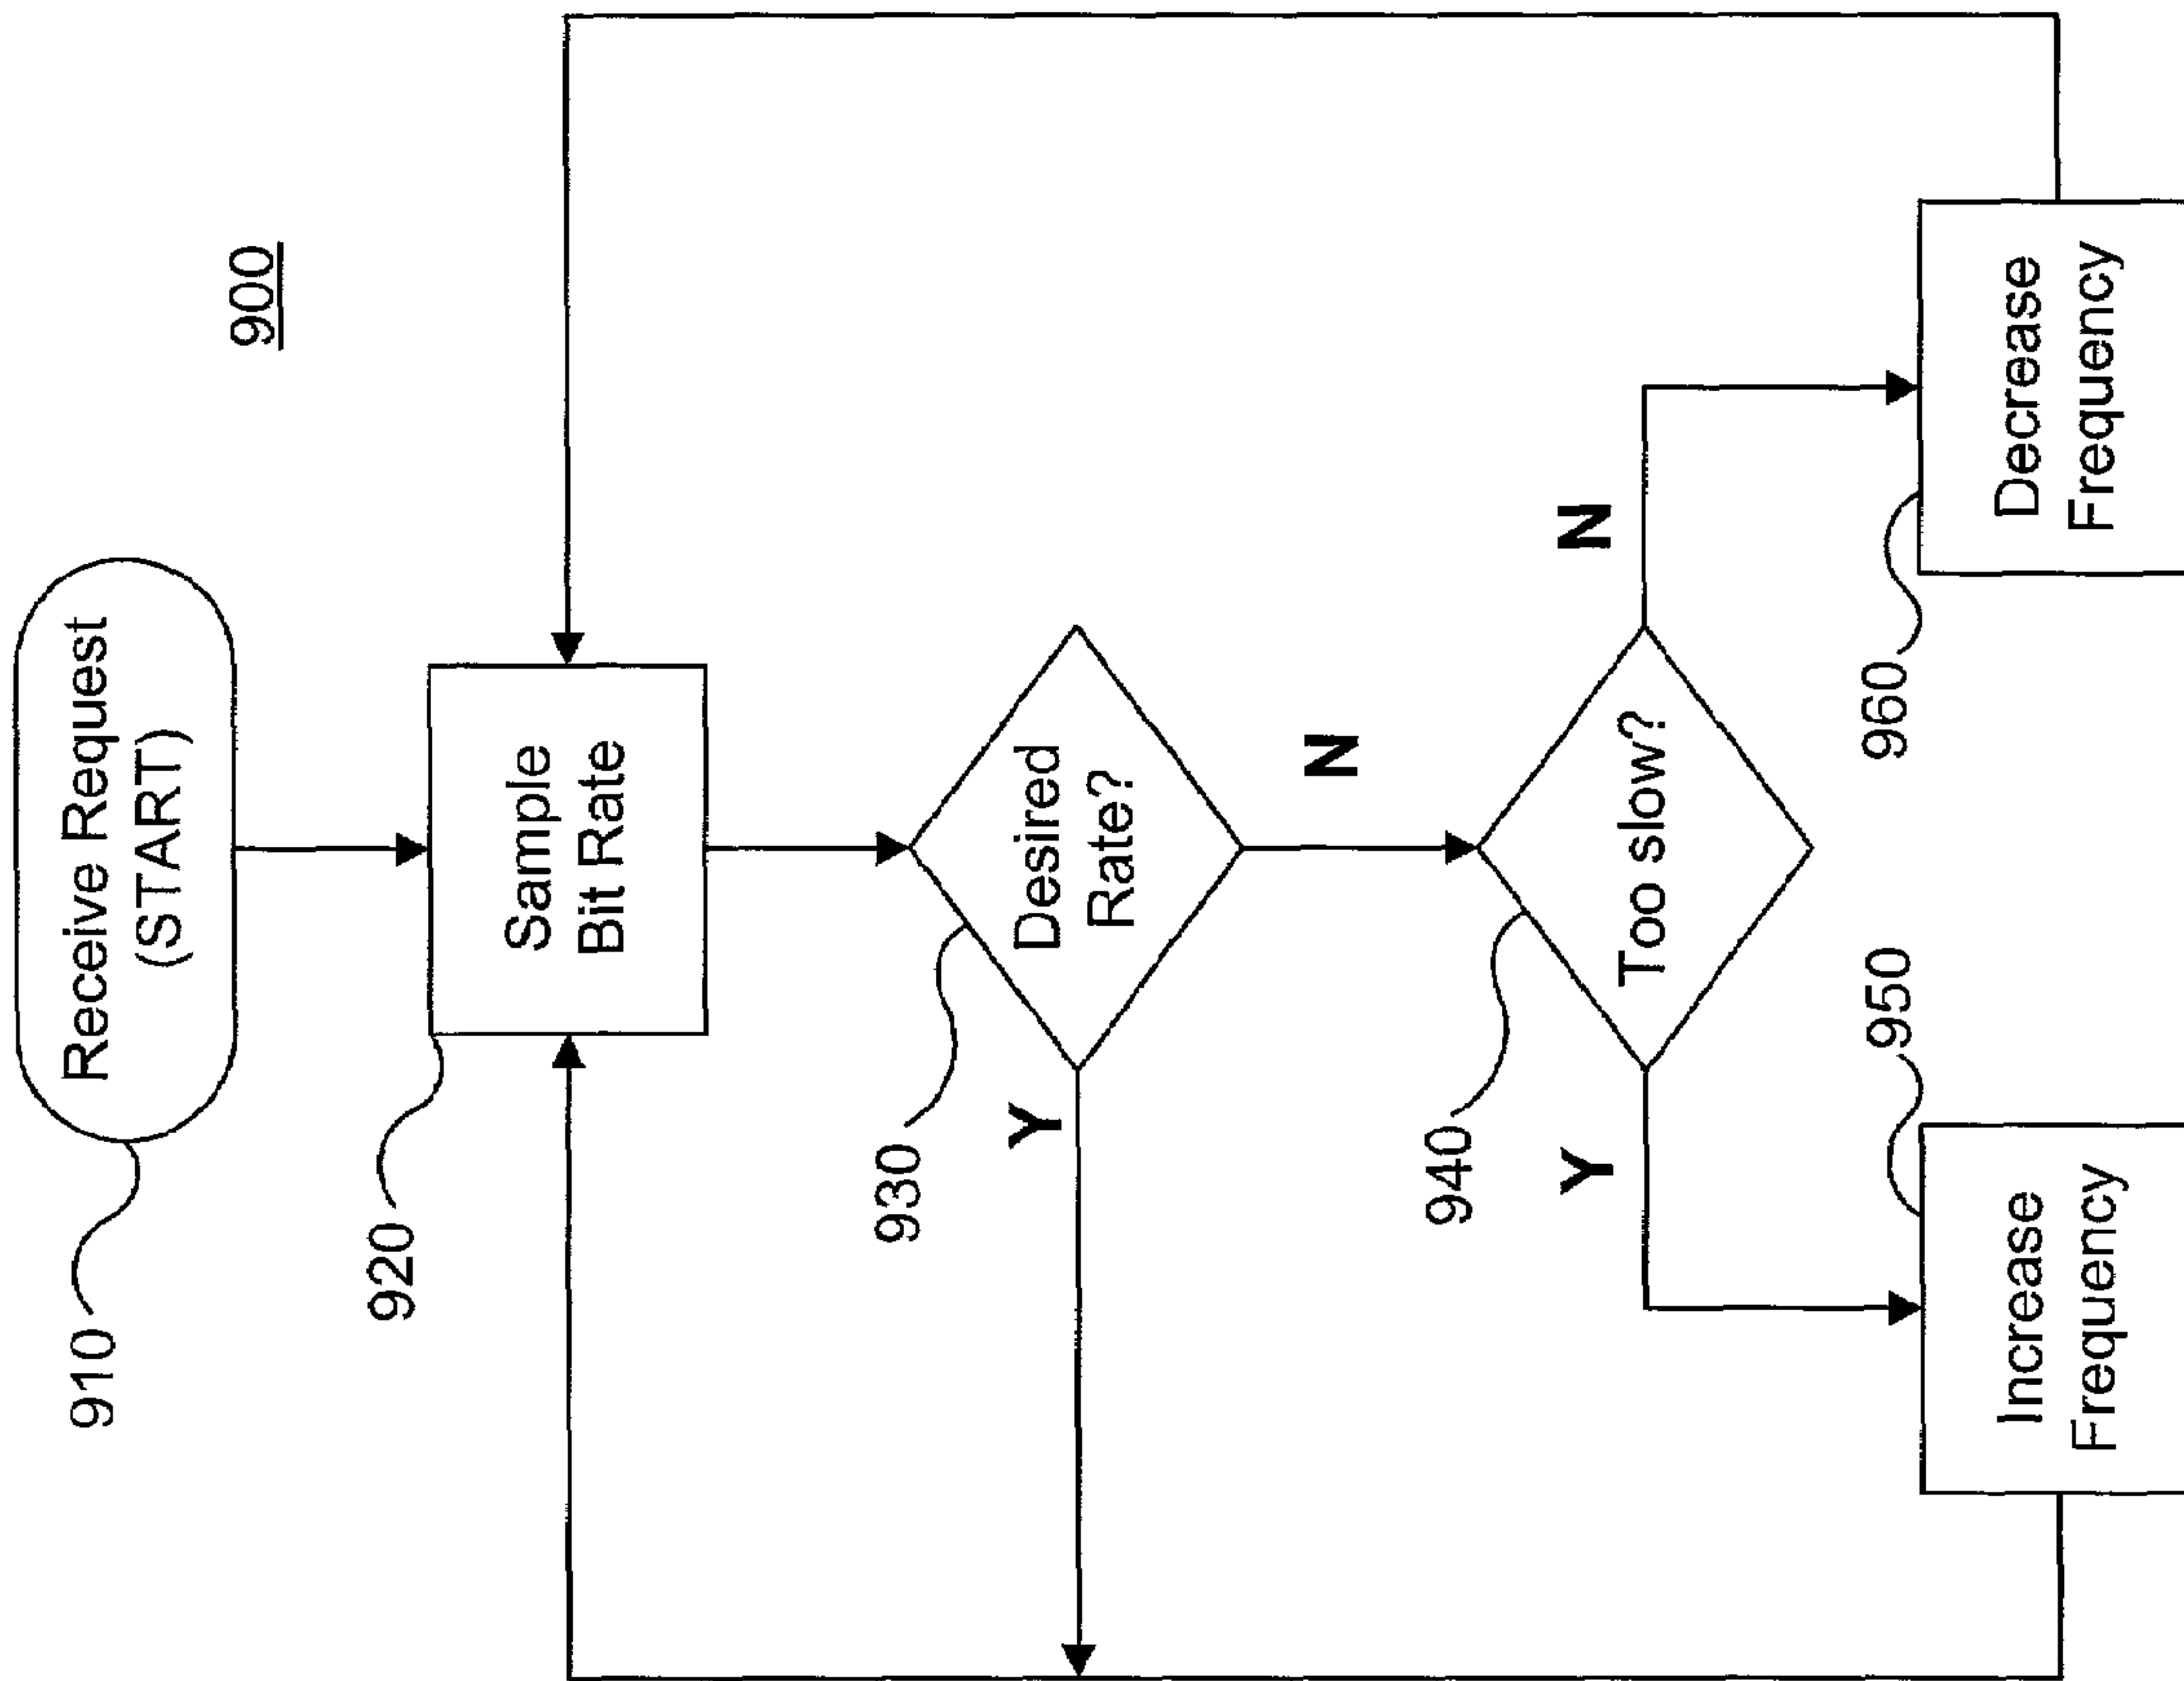 900
910
Receive Request
(START)
920
Sample
Bit Rate
930
Desired
Rate?
Y
N
940
Too slow?
Y
N
950
Increase
Frequency
960
Decrease
Frequency